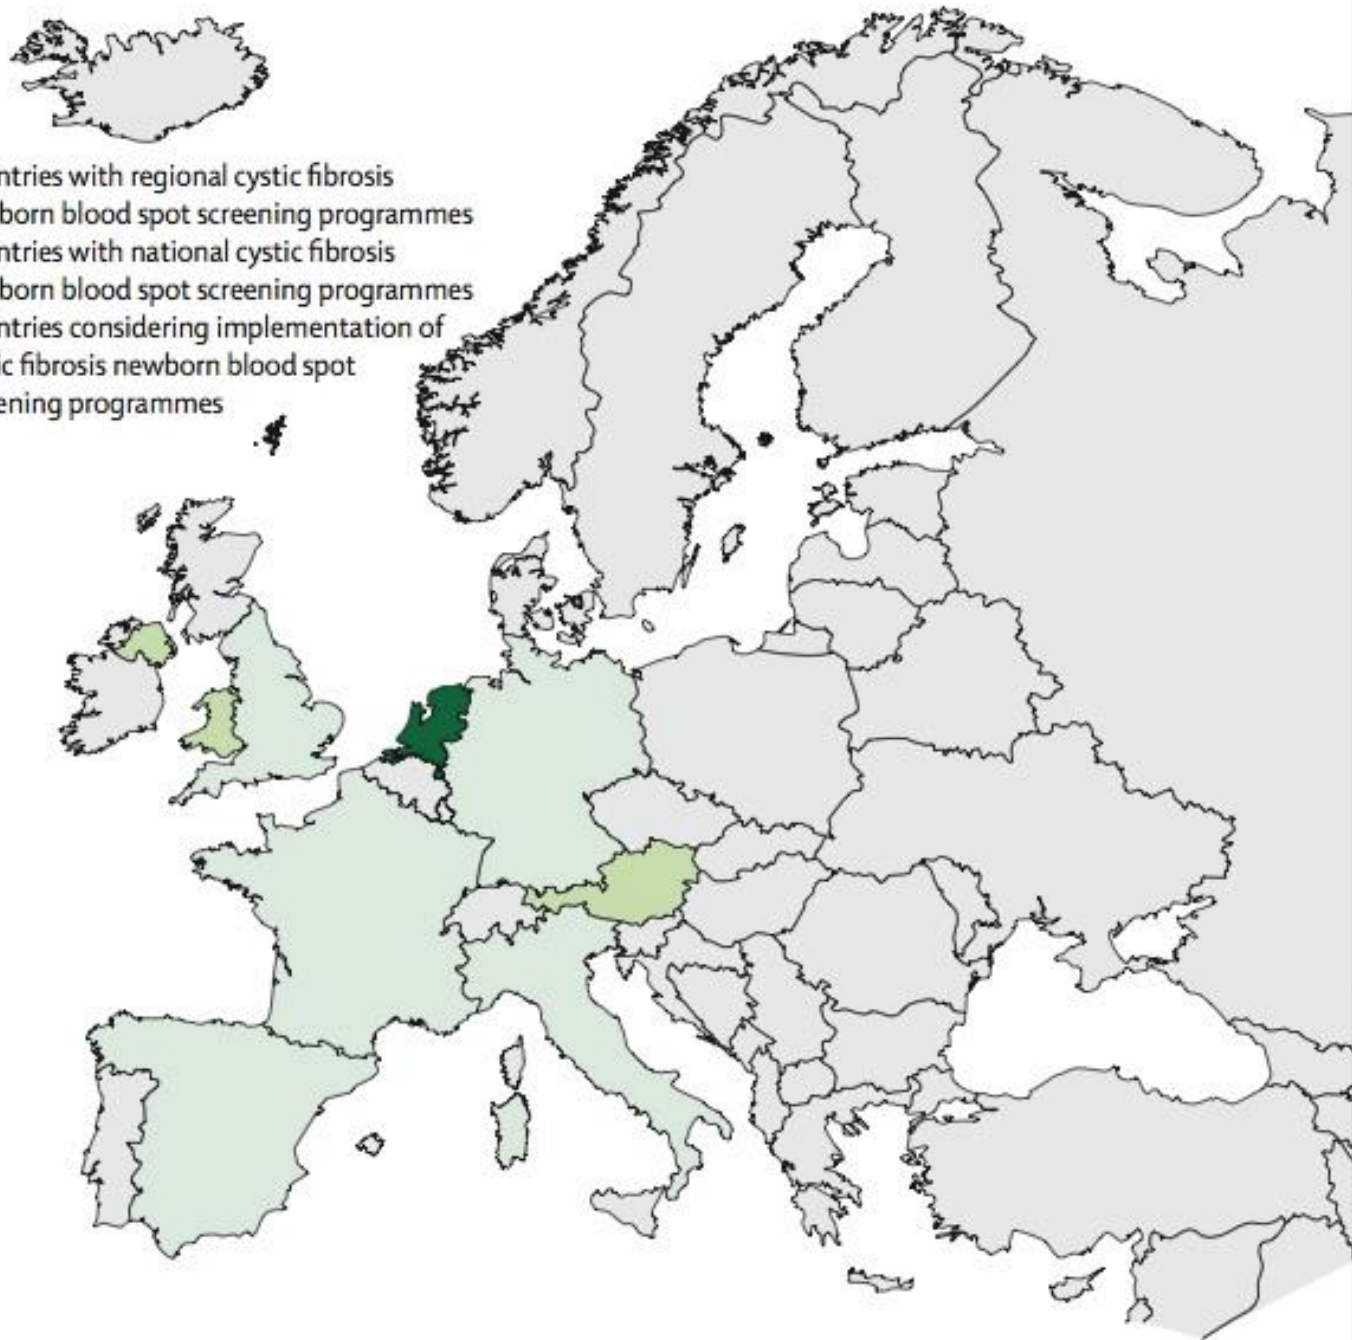 ntries with regional cystic fibrosis
born blood spot screening programmes
ntries with national cystic fibrosis
born blood spot screening programmes
ntries considering implementation of
ic fibrosis newborn blood spot
ening programmes